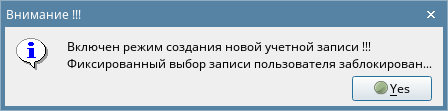 Внимание !!!
Включен режим создания новой учетной записи !!!
Фиксированный выбор записи пользователя заблокирован...
Yes